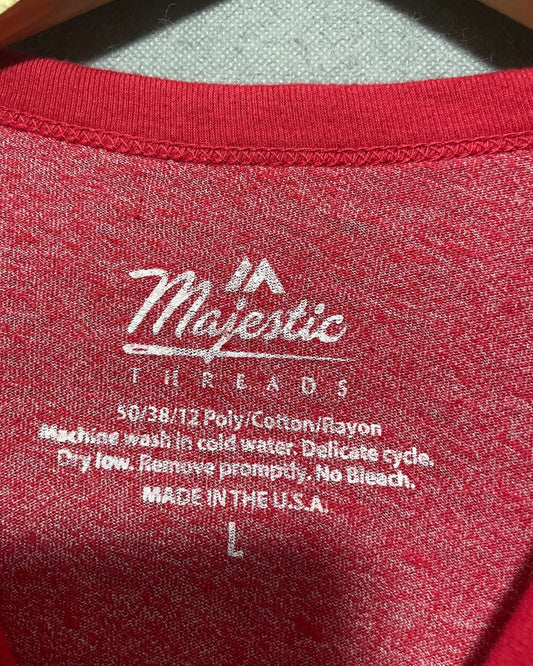 Majestic
THREADS
50/38/12 Poly/Cotton/Rayon
Machine wash in cold water. Delicate cycle.
Dry low. Remove promptly. No Bleach.
MADE IN THE U.S.A.
L